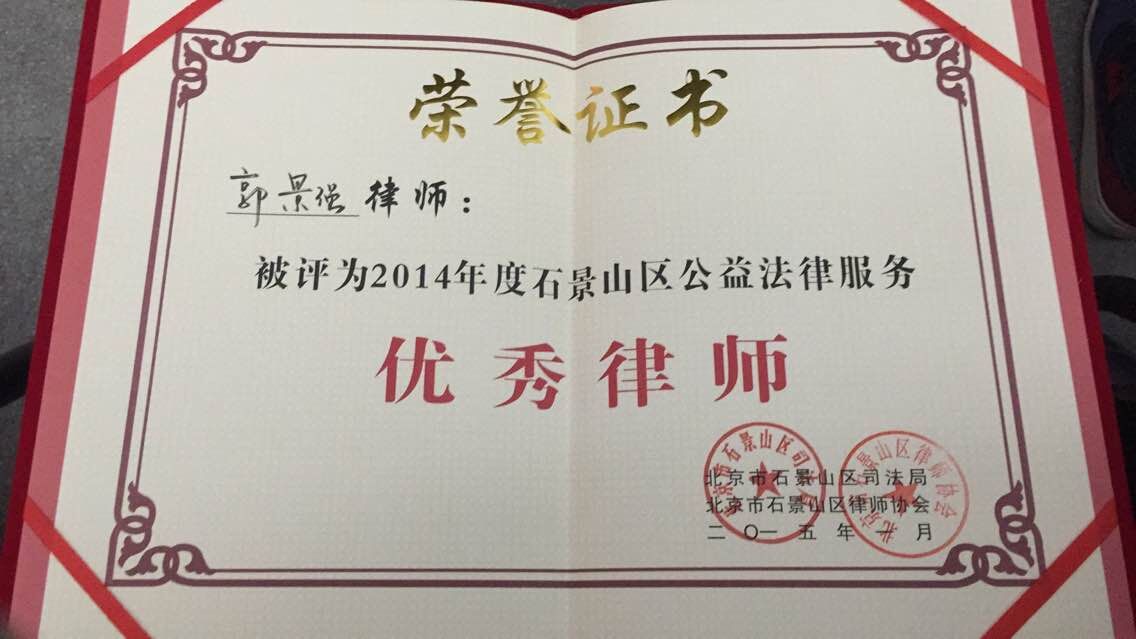 荣誉证书
郭景强律师：
被评为2014年度石景山区公益法律服务
优秀律师
北京市石景山区司法局
北京市石景山区律师协会
二〇一五年一月